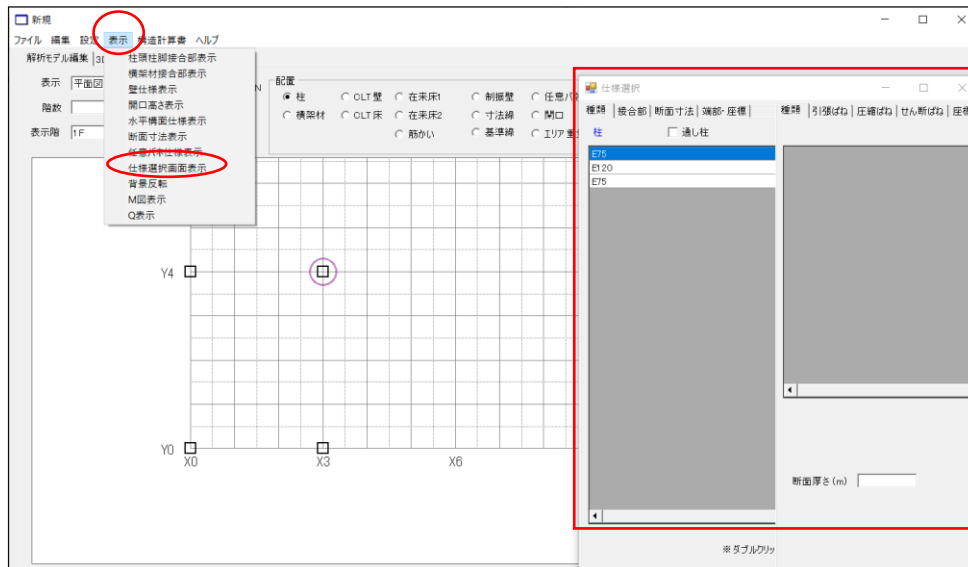 新規
ファイル 編集 設定 表示 構造計算書 ヘルプ
解析モデル編集 3D
表示 平面図
階数
表示階 1F
柱頭柱脚接合部表示
横架材接合部表示
壁仕様表示
開口高さ表示
水平構面仕様表示
断面寸法表示
任意バネ仕様表示
仕様選択画面表示
背景反転
M図表示
Q表示
N
配置
柱 CLT壁 在来床1 制振壁 任意バ
横架材 CLT床 在来床2 寸法線 開口
筋かい 基準線 エリア重
仕様選択
種類 接合部 断面寸法 端部・座標
柱 通し柱
E75
E120
E75
種類 引張ばね 圧縮ばね せん断ばね 座標
断面厚さ(m)
※ダブルクリッ
Y4
Y0
X0 X3 X6